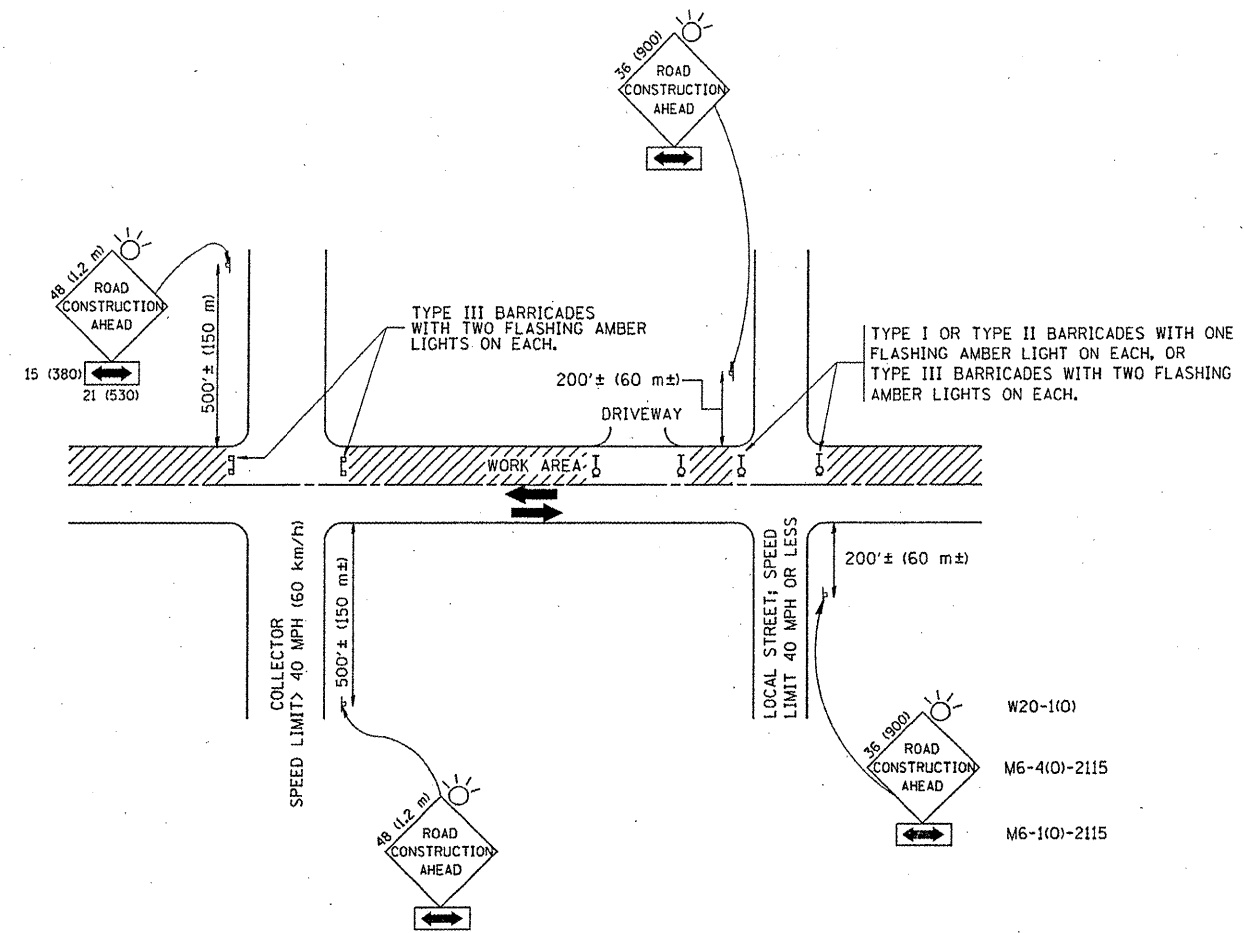 36 (900)
ROAD
CONSTRUCTION
AHEAD
48 (1.2 m)
ROAD
CONSTRUCTION
AHEAD
15 (380)
21 (530)
500'± (150 m)
TYPE III BARRICADES
WITH TWO FLASHING AMBER
LIGHTS ON EACH.
200'± (60 m±)
DRIVEWAY
TYPE I OR TYPE II BARRICADES WITH ONE
FLASHING AMBER LIGHT ON EACH, OR
TYPE III BARRICADES WITH TWO FLASHING
AMBER LIGHTS ON EACH.
WORK AREA
COLLECTOR
SPEED LIMIT> 40 MPH (60 km/h)
500'± (150 m±)
LOCAL STREET; SPEED
LIMIT 40 MPH OR LESS
200'± (60 m±)
36 (900)
ROAD
CONSTRUCTION
AHEAD
W20-1(O)
M6-4(O)-2115
M6-1(O)-2115
48 (1.2 m)
ROAD
CONSTRUCTION
AHEAD